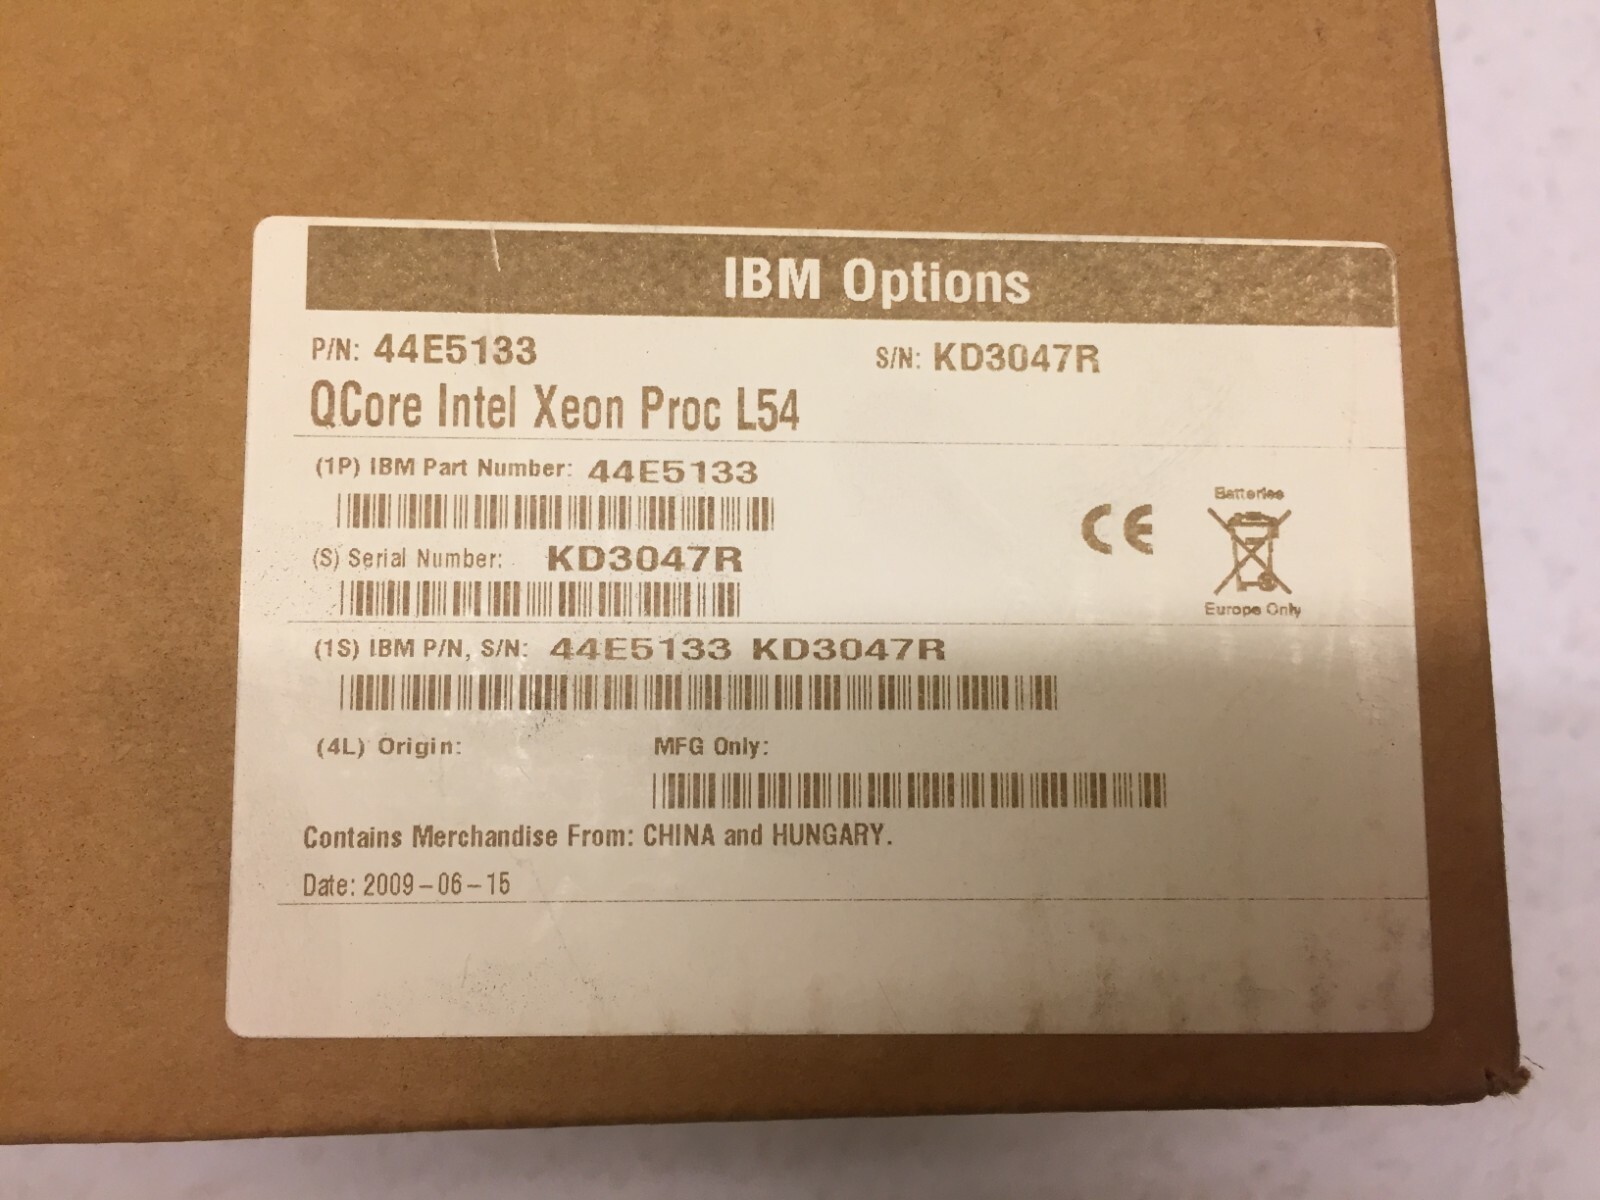 IBM Options
P/N: 44E5133 S/N: KD3047R
QCore Intel Xeon Proc L54
(1P) IBM Part Number: 44E5133
Batteries
CE
(S) Serial Number: KD3047R
Europe Only
(1S) IBM P/N, S/N: 44E5133 KD3047R
(4L) Origin: MFG Only:
Contains Merchandise From: CHINA and HUNGARY.
Date: 2009-06-15